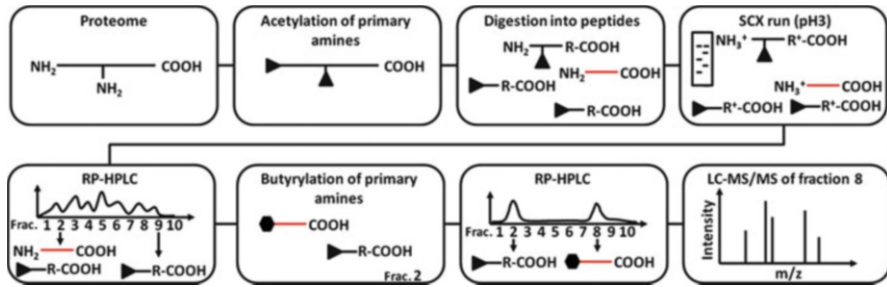 Proteome
NH₂ COOH
NH₂
Acetylation of primary
amines
COOH
Digestion into peptides
NH₂ R-COOH
NH₂ COOH
R-COOH
R-COOH
SCX run (pH3)
NH₃⁺ R⁺-COOH
NH₃⁺ COOH
R⁺-COOH R⁺-COOH
RP-HPLC
Frac. 1 2 3 4 5 6 7 8 9 10
NH₂ COOH
R-COOH R-COOH
Butyrylation of primary
amines
COOH
R-COOH
Frac. 2
RP-HPLC
Frac. 1 2 3 4 5 6 7 8 9 10
R-COOH COOH
LC-MS/MS of fraction 8
Intensity
m/z